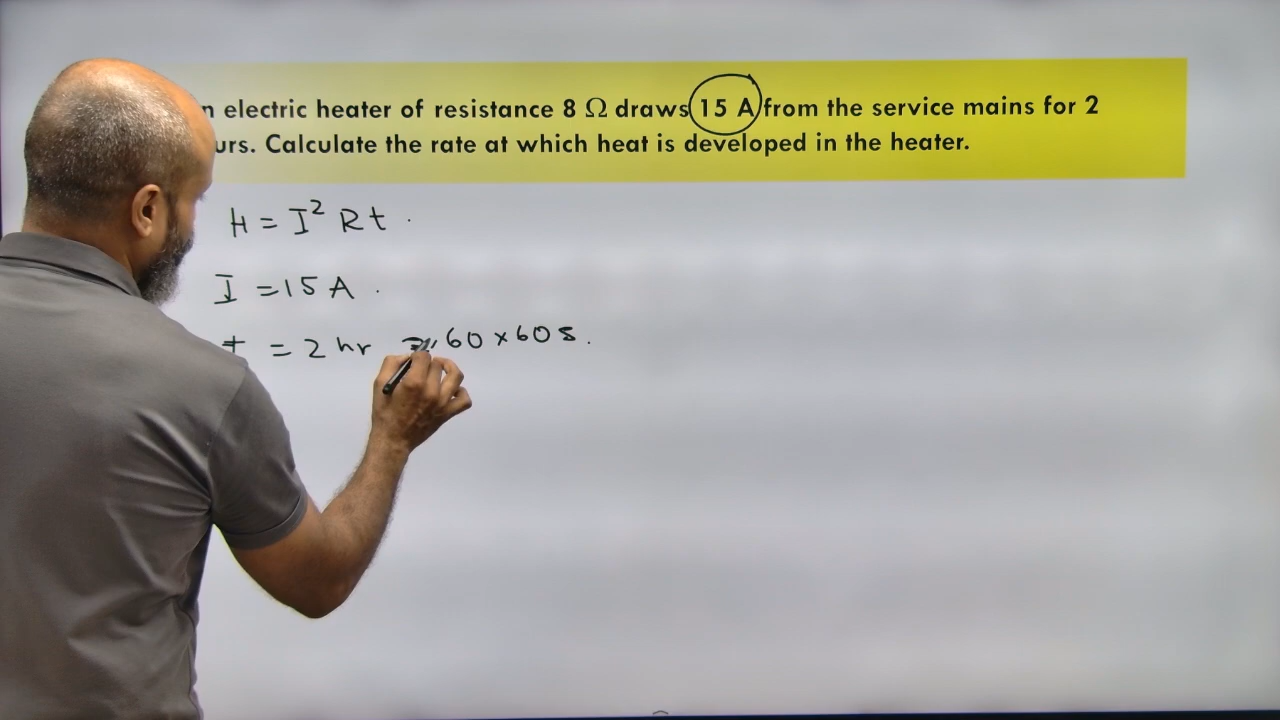 electric heater of resistance 8 Ω draws 15 A from the service mains for 2
urs. Calculate the rate at which heat is developed in the heater.
H = I² Rt .
I = 15 A .
t = 2 hr 60 × 60 s .